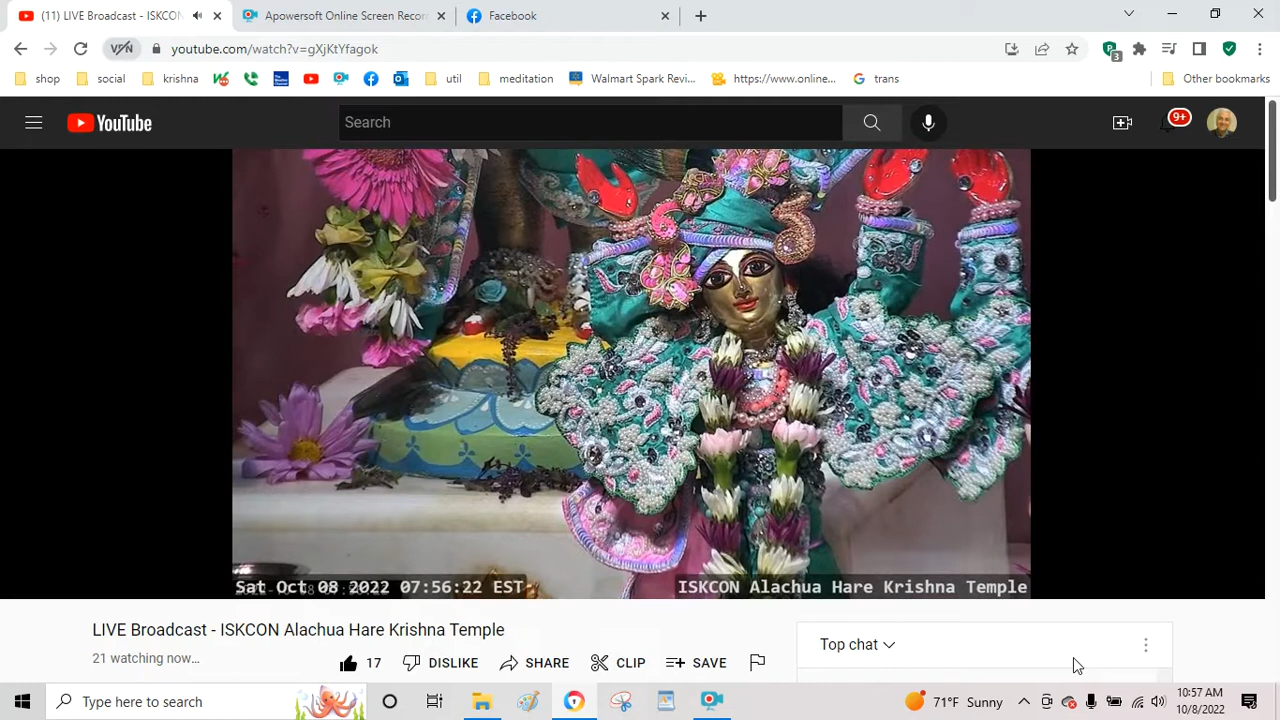 (11) LIVE Broadcast - ISKCON
Apowersoft Online Screen Recor
Facebook
VPN
youtube.com/watch?v=gXjKtYfagok
3
shop
social
krishna
util
meditation
Walmart Spark Revi...
https://www.online...
trans
Other bookmarks
YouTube
Search
9+
Sat Oct 08 2022 07:56:22 EST
ISKCON Alachua Hare Krishna Temple
LIVE Broadcast - ISKCON Alachua Hare Krishna Temple
21 watching now...
17
DISLIKE
SHARE
CLIP
SAVE
Top chat
Type here to search
71°F Sunny
10:57 AM
10/8/2022